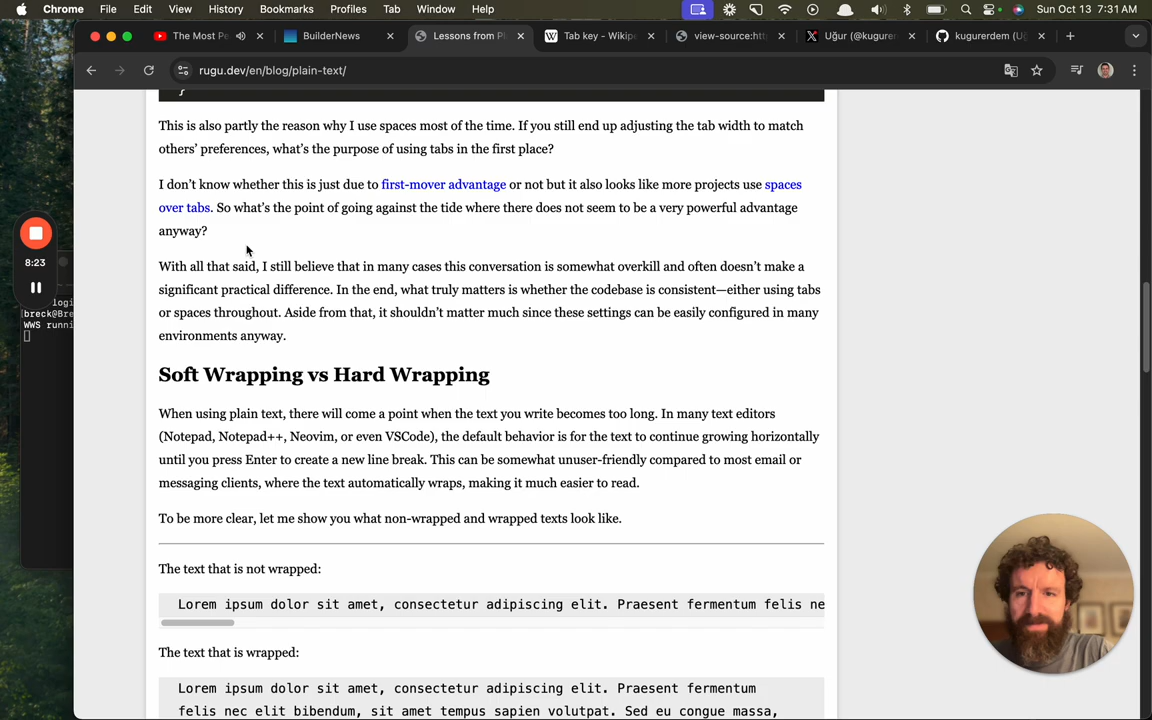 Chrome File Edit View History Bookmarks Profiles Tab Window Help Sun Oct 13 7:31 AM
The Most Pe
BuilderNews
Lessons from Pl
Tab key - Wikipe
view-source:htt
Uğur (@kugurer
kugurerdem (Uğ
rugu.dev/en/blog/plain-text/
}
This is also partly the reason why I use spaces most of the time. If you still end up adjusting the tab width to match
others’ preferences, what’s the purpose of using tabs in the first place?
I don’t know whether this is just due to first-mover advantage or not but it also looks like more projects use spaces
over tabs. So what’s the point of going against the tide where there does not seem to be a very powerful advantage
anyway?
With all that said, I still believe that in many cases this conversation is somewhat overkill and often doesn’t make a
significant practical difference. In the end, what truly matters is whether the codebase is consistent—either using tabs
or spaces throughout. Aside from that, it shouldn’t matter much since these settings can be easily configured in many
environments anyway.
8:23
logi
breck@Bre
WWS runni
Soft Wrapping vs Hard Wrapping
When using plain text, there will come a point when the text you write becomes too long. In many text editors
(Notepad, Notepad++, Neovim, or even VSCode), the default behavior is for the text to continue growing horizontally
until you press Enter to create a new line break. This can be somewhat unuser-friendly compared to most email or
messaging clients, where the text automatically wraps, making it much easier to read.
To be more clear, let me show you what non-wrapped and wrapped texts look like.
The text that is not wrapped:
Lorem ipsum dolor sit amet, consectetur adipiscing elit. Praesent fermentum felis ne
The text that is wrapped:
Lorem ipsum dolor sit amet, consectetur adipiscing elit. Praesent fermentum
felis nec elit bibendum, sit amet tempus sapien volutpat. Sed eu congue massa,